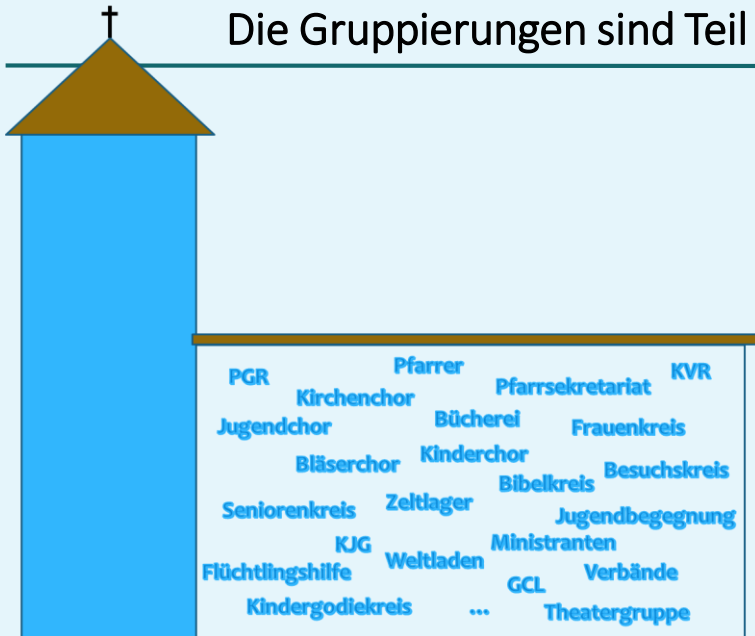 Die Gruppierungen sind Teil
Pfarrer
PGR
KVR
Pfarrsekretariat
Kirchenchor
Jugendchor
Bücherei
Frauenkreis
Bläserchor
Kinderchor
Besuchskreis
Bibelkreis
Seniorenkreis
Zeltlager
Jugendbegegnung
KJG
Ministranten
Weltladen
Flüchtlingshilfe
Verbände
GCL
Kindergodiekreis
...
Theatergruppe